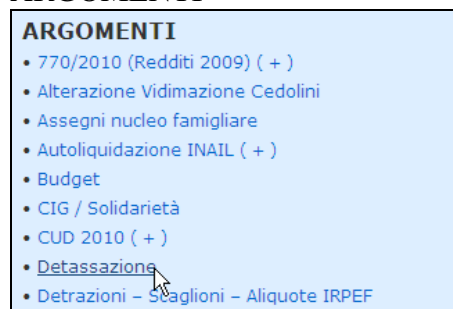 ARGOMENTI
• 770/2010 (Redditi 2009) ( + )
• Alterazione Vidimazione Cedolini
• Assegni nucleo famigliare
• Autoliquidazione INAIL ( + )
• Budget
• CIG / Solidarietà
• CUD 2010 ( + )
• Detassazione
• Detrazioni – Scaglioni – Aliquote IRPEF